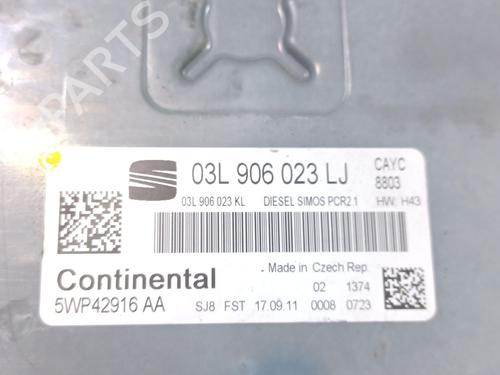 PARTS
03L 906 023 LJ
CAYC
8803
03L 906 023 KL DIESEL SIMOS PCR2.1 HW: H43
Continental
Made in Czech Rep.
02 1374
5WP42916 AA SJ8 FST 17.09.11 0008 0723